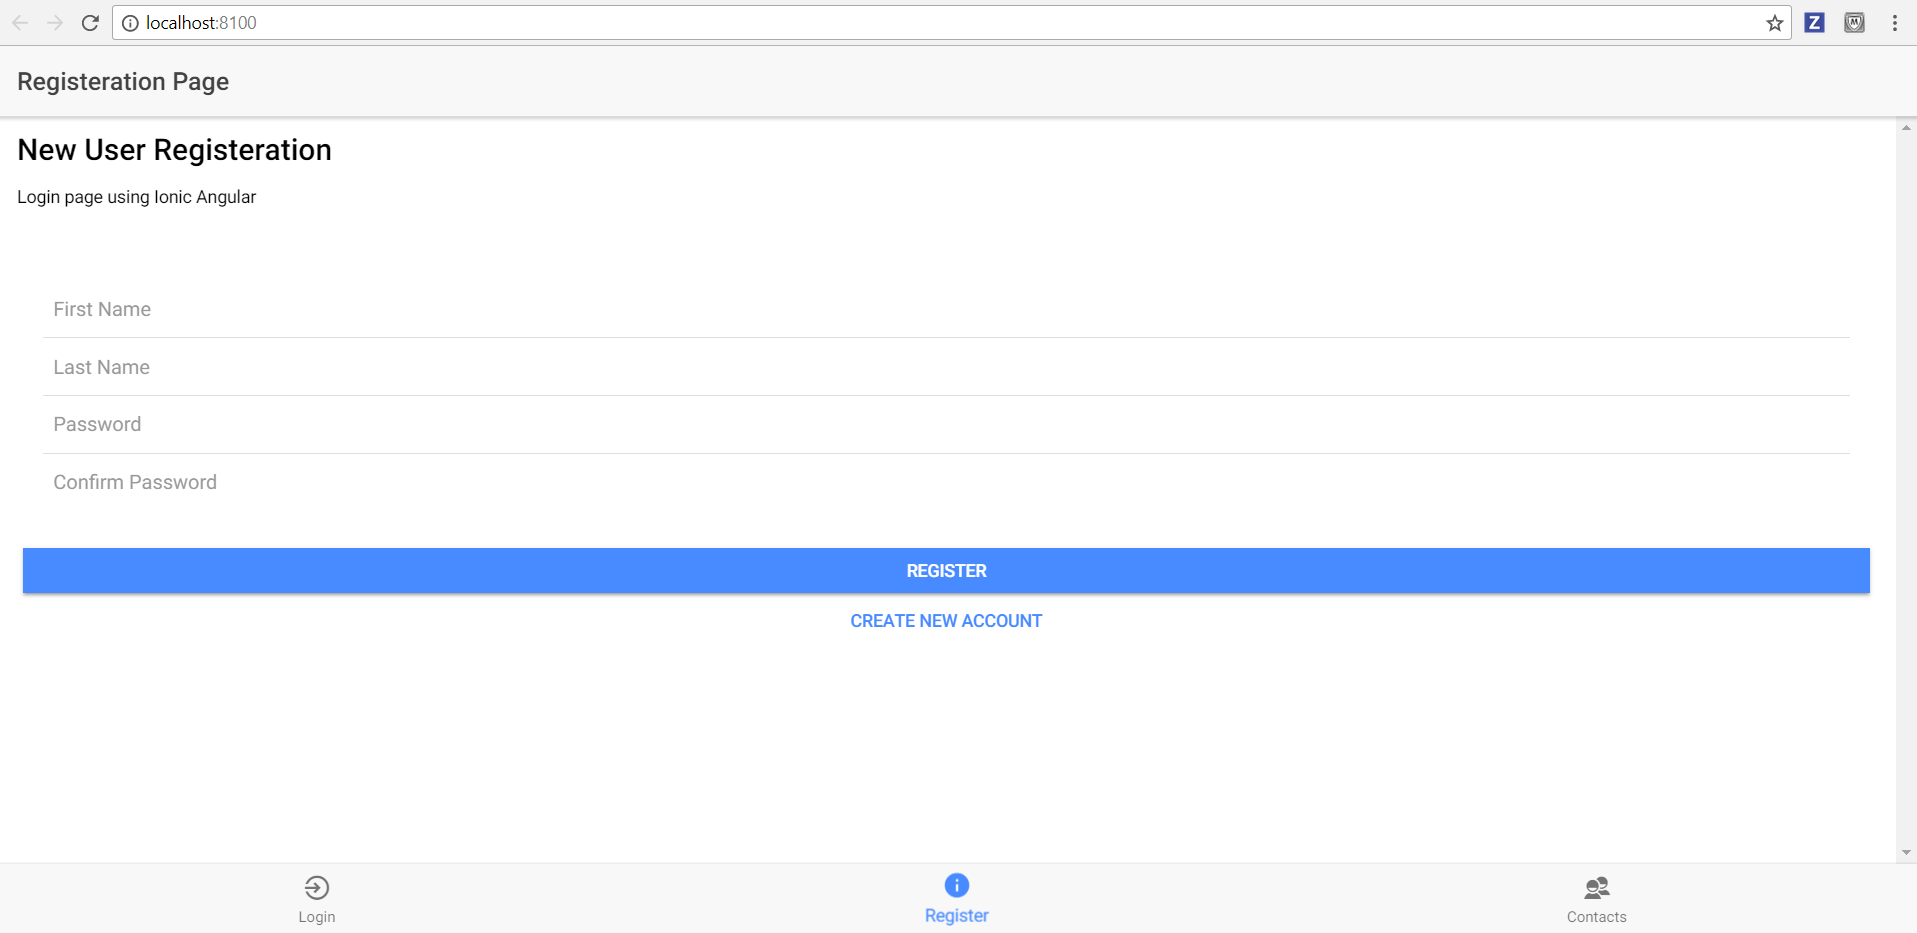 localhost:8100
Z
M
Registeration Page
New User Registeration
Login page using Ionic Angular
First Name
Last Name
Password
Confirm Password
REGISTER
CREATE NEW ACCOUNT
Login
Register
Contacts